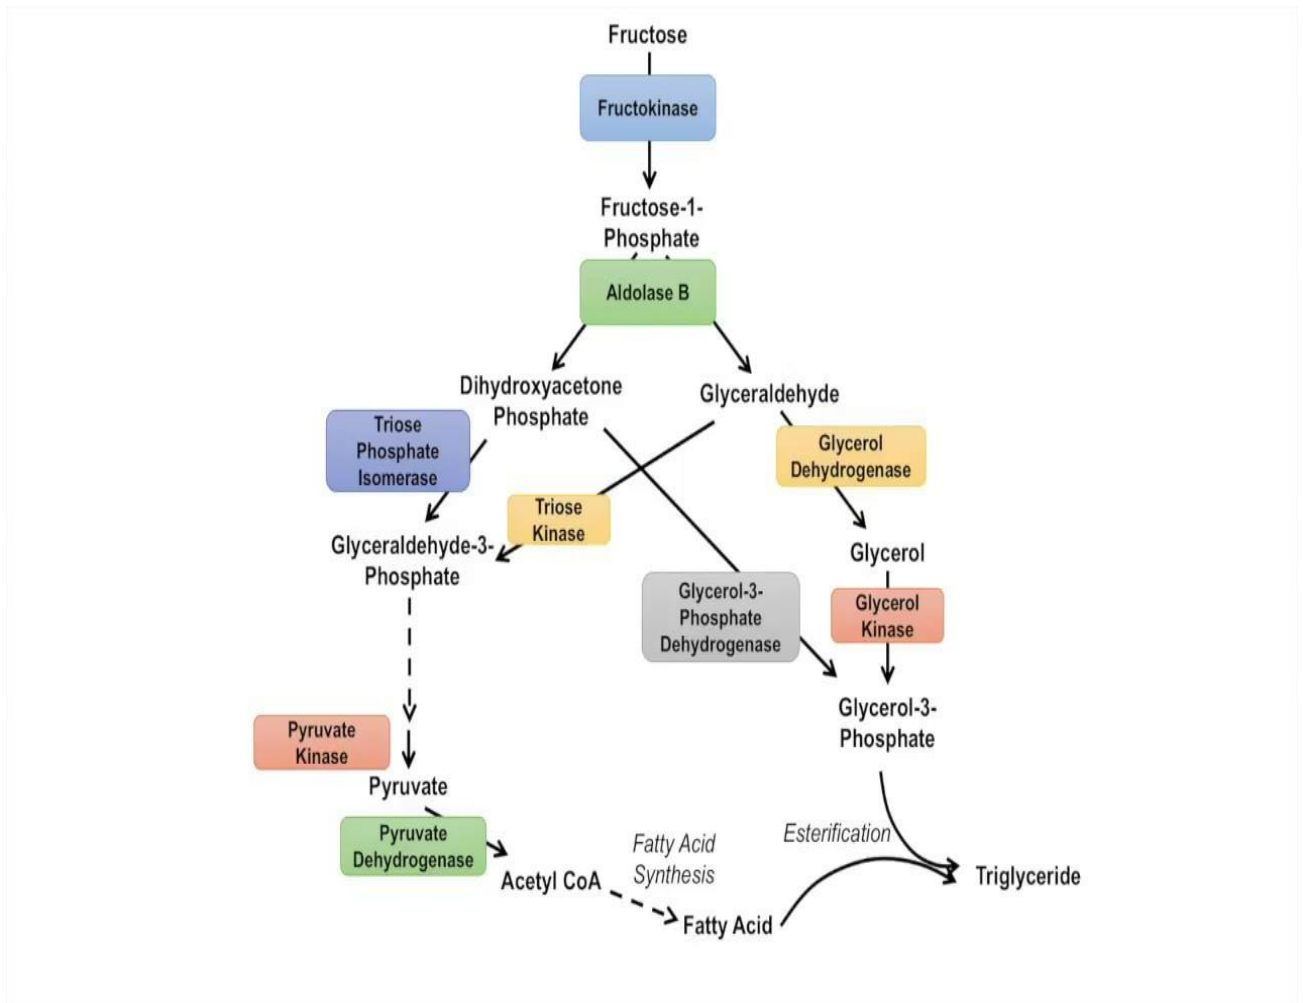 Fructose
Fructokinase
Fructose-1-
Phosphate
Aldolase B
Dihydroxyacetone
Phosphate
Glyceraldehyde
Triose
Phosphate
Isomerase
Glycerol
Dehydrogenase
Triose
Kinase
Glyceraldehyde-3-
Phosphate
Glycerol
Glycerol-3-
Phosphate
Dehydrogenase
Glycerol
Kinase
Glycerol-3-
Phosphate
Pyruvate
Kinase
Pyruvate
Pyruvate
Dehydrogenase
Acetyl CoA
Fatty Acid
Synthesis
Esterification
Fatty Acid
Triglyceride